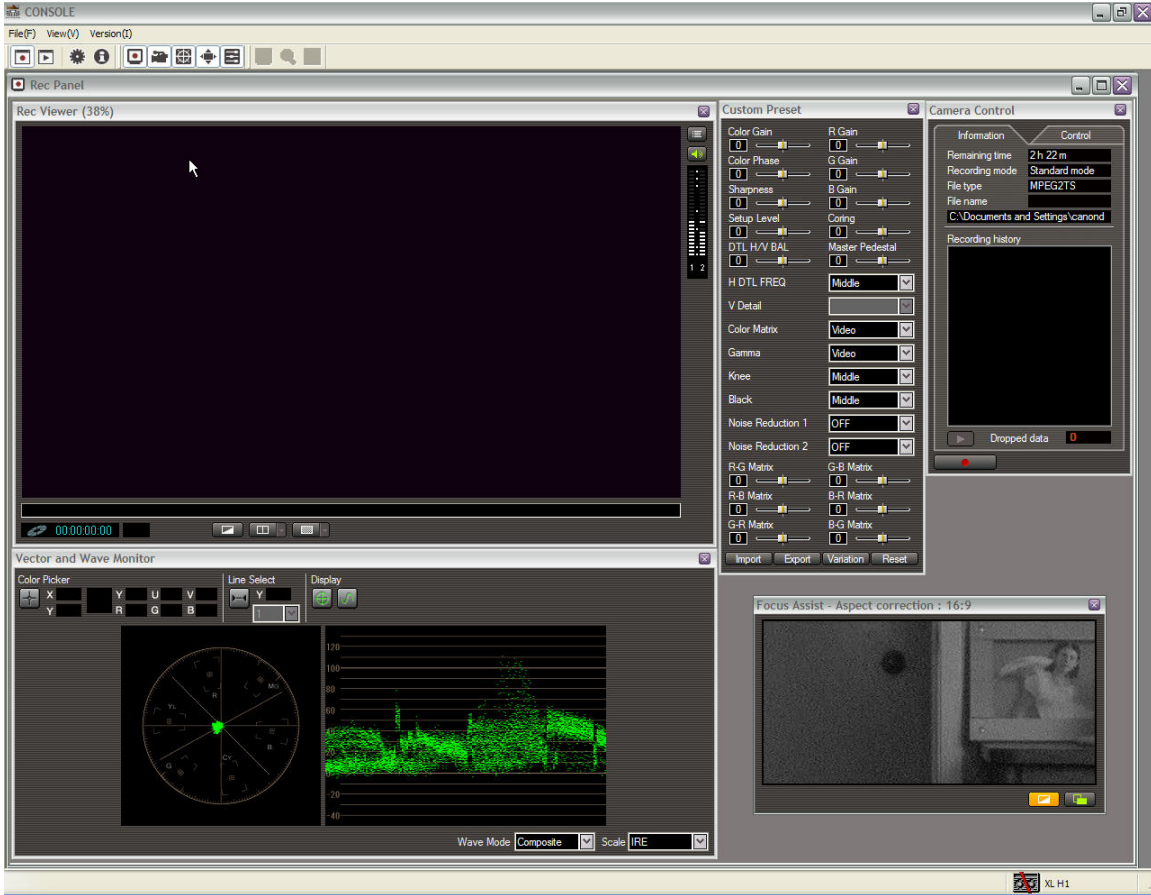 CONSOLE
File(F) View(V) Version(I)
Rec Panel
Rec Viewer (38%)
1 2
00:00:00:00
Custom Preset
Color Gain R Gain
0 0
Color Phase G Gain
0 0
Sharpness B Gain
0 0
Setup Level Coring
0 0
DTL H/V BAL Master Pedestal
0 0
H DTL FREQ Middle
V Detail
Color Matrix Video
Gamma Video
Knee Middle
Black Middle
Noise Reduction 1 OFF
Noise Reduction 2 OFF
R-G Matrix G-B Matrix
0 0
R-B Matrix B-R Matrix
0 0
G-R Matrix B-G Matrix
0 0
Import Export Variation Reset
Camera Control
Information Control
Remaining time 2 h 22 m
Recording mode Standard mode
File type MPEG2TS
File name
C:\Documents and Settings\canond
Recording history
Dropped data 0
Vector and Wave Monitor
Color Picker Line Select Display
X Y U V Y
Y R G B 1
R MG YL B G CY
120
100
80
60
20
-20
-40
Wave Mode Composite Scale IRE
Focus Assist - Aspect correction : 16:9
XL H1